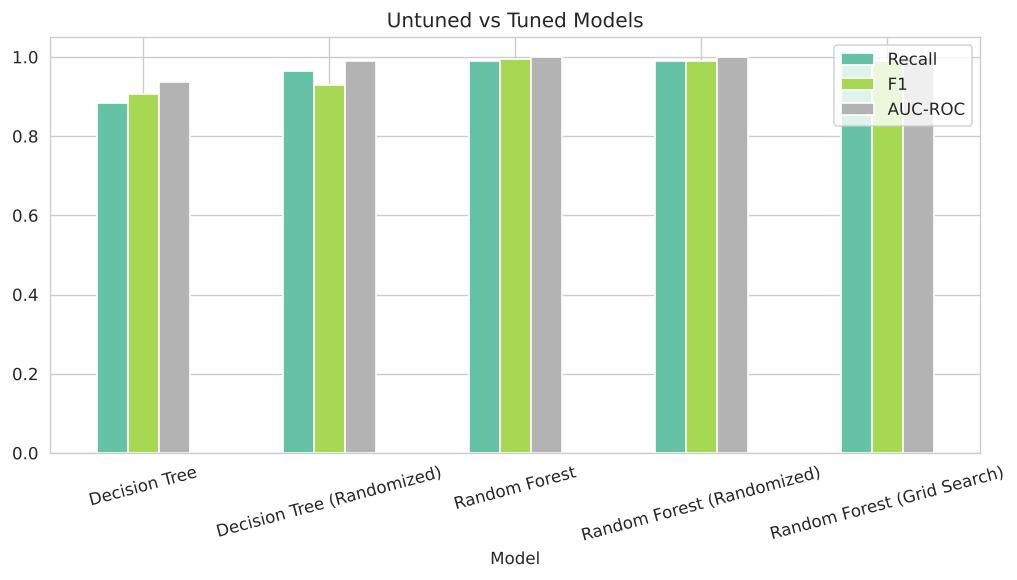 Untuned vs Tuned Models
1.0
0.8
0.6
0.4
0.2
0.0
Recall
F1
AUC-ROC
Decision Tree
Decision Tree (Randomized)
Random Forest
Random Forest (Randomized)
Random Forest (Grid Search)
Model